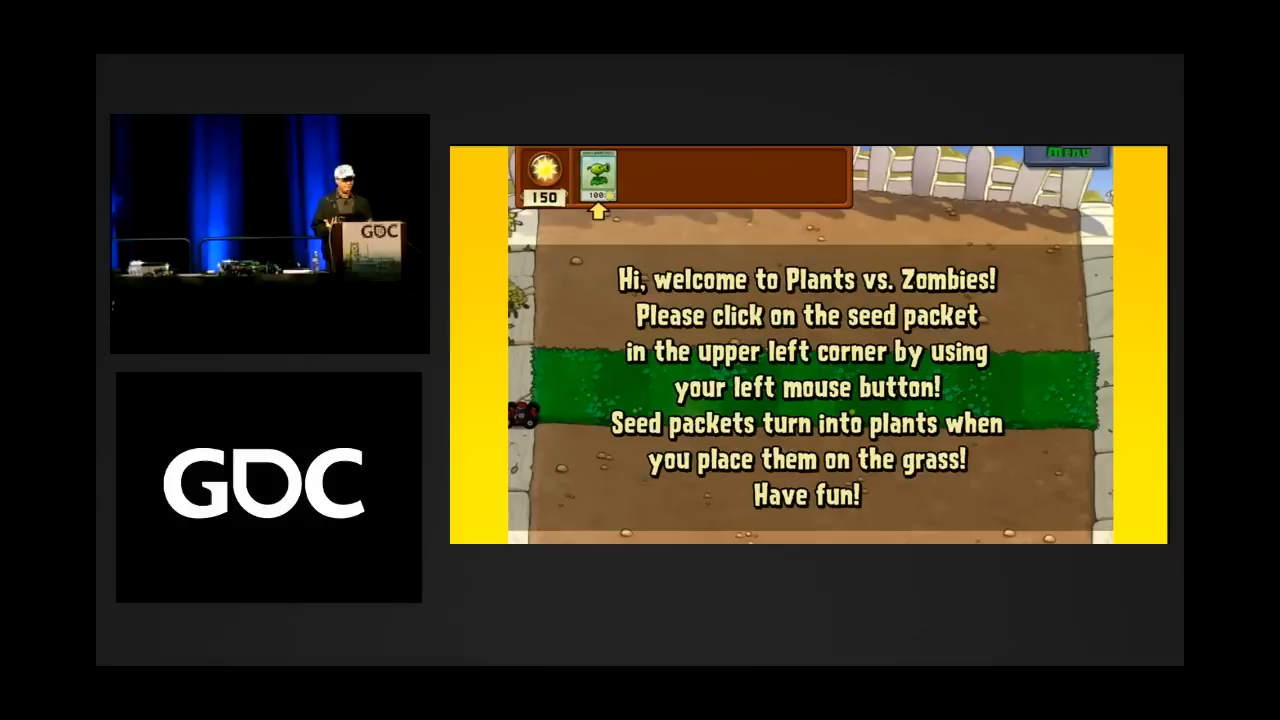 GDC
150
100
Menu
Hi, welcome to Plants vs. Zombies!
Please click on the seed packet
in the upper left corner by using
your left mouse button!
Seed packets turn into plants when
you place them on the grass!
Have fun!
GDC